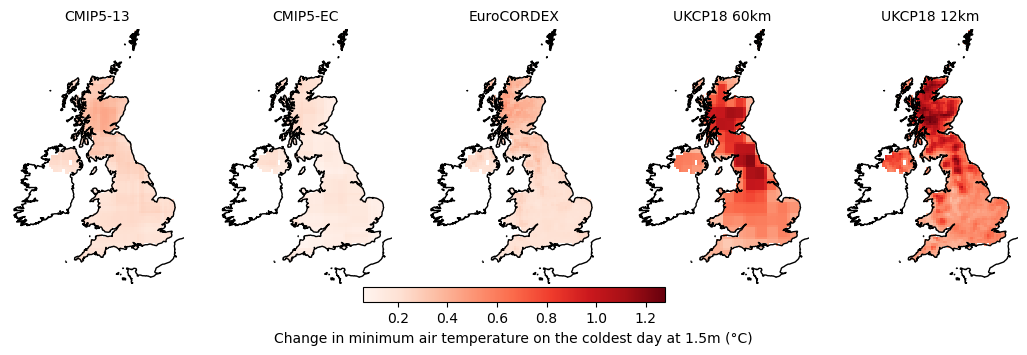 CMIP5-13 CMIP5-EC EuroCORDEX UKCP18 60km UKCP18 12km
0.2 0.4 0.6 0.8 1.0 1.2
Change in minimum air temperature on the coldest day at 1.5m (°C)